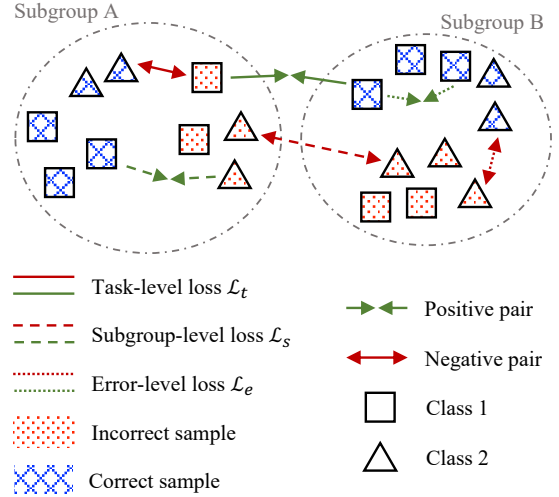 Subgroup A
Subgroup B
Task-level loss ℒ𝑡
Subgroup-level loss ℒ𝑠
Error-level loss ℒ𝑒
Incorrect sample
Correct sample
Positive pair
Negative pair
Class 1
Class 2